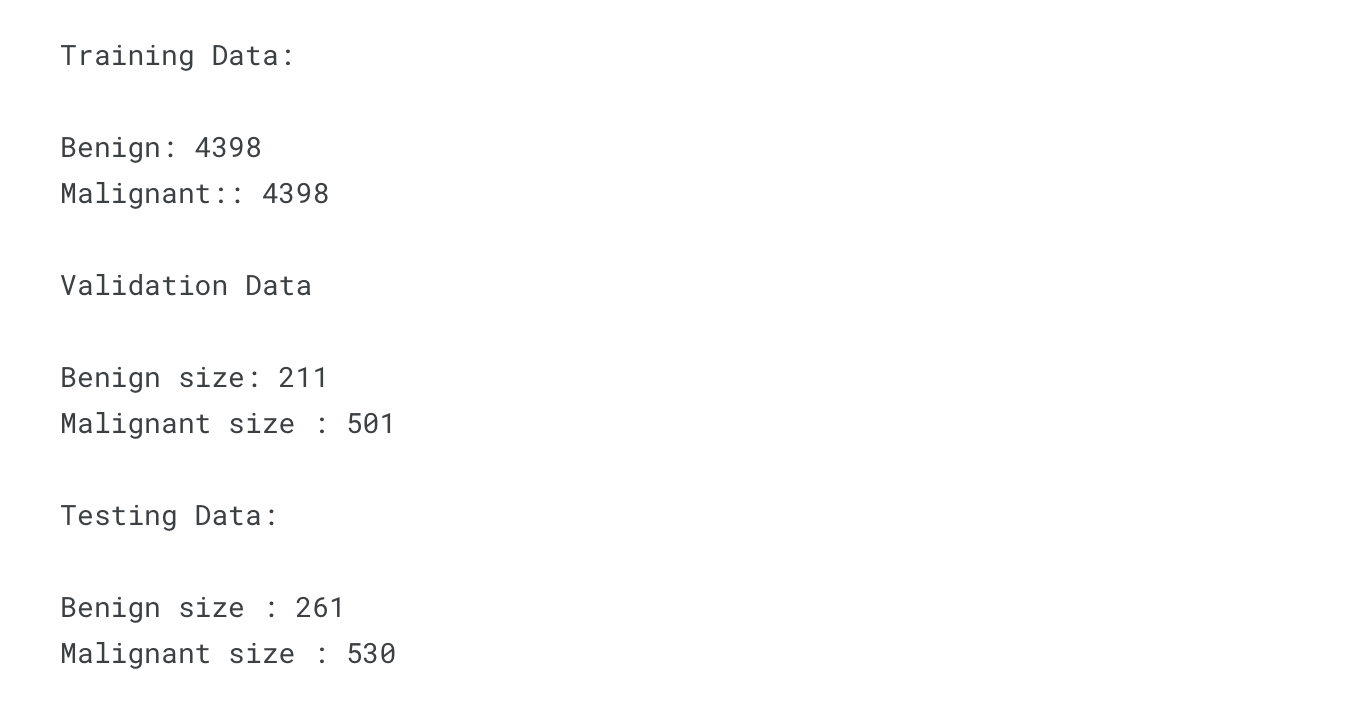 Training Data:
Benign: 4398
Malignant:: 4398
Validation Data
Benign size: 211
Malignant size : 501
Testing Data:
Benign size : 261
Malignant size : 530